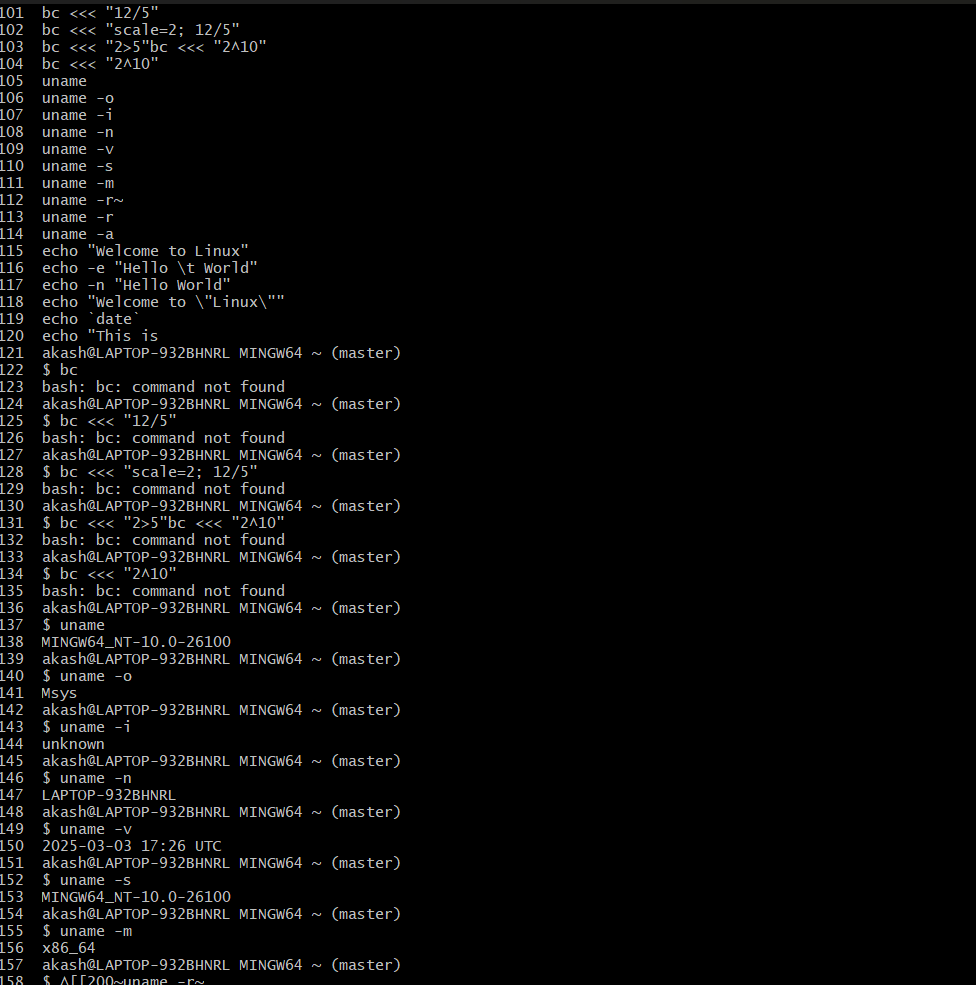 101  bc <<< "12/5"
102  bc <<< "scale=2; 12/5"
103  bc <<< "2>5"bc <<< "2^10"
104  bc <<< "2^10"
105  uname
106  uname -o
107  uname -i
108  uname -n
109  uname -v
110  uname -s
111  uname -m
112  uname -r~
113  uname -r
114  uname -a
115  echo "Welcome to Linux"
116  echo -e "Hello \t World"
117  echo -n "Hello World"
118  echo "Welcome to \"Linux\""
119  echo `date`
120  echo "This is
121  akash@LAPTOP-932BHNRL MINGW64 ~ (master)
122  $ bc
123  bash: bc: command not found
124  akash@LAPTOP-932BHNRL MINGW64 ~ (master)
125  $ bc <<< "12/5"
126  bash: bc: command not found
127  akash@LAPTOP-932BHNRL MINGW64 ~ (master)
128  $ bc <<< "scale=2; 12/5"
129  bash: bc: command not found
130  akash@LAPTOP-932BHNRL MINGW64 ~ (master)
131  $ bc <<< "2>5"bc <<< "2^10"
132  bash: bc: command not found
133  akash@LAPTOP-932BHNRL MINGW64 ~ (master)
134  $ bc <<< "2^10"
135  bash: bc: command not found
136  akash@LAPTOP-932BHNRL MINGW64 ~ (master)
137  $ uname
138  MINGW64_NT-10.0-26100
139  akash@LAPTOP-932BHNRL MINGW64 ~ (master)
140  $ uname -o
141  Msys
142  akash@LAPTOP-932BHNRL MINGW64 ~ (master)
143  $ uname -i
144  unknown
145  akash@LAPTOP-932BHNRL MINGW64 ~ (master)
146  $ uname -n
147  LAPTOP-932BHNRL
148  akash@LAPTOP-932BHNRL MINGW64 ~ (master)
149  $ uname -v
150  2025-03-03 17:26 UTC
151  akash@LAPTOP-932BHNRL MINGW64 ~ (master)
152  $ uname -s
153  MINGW64_NT-10.0-26100
154  akash@LAPTOP-932BHNRL MINGW64 ~ (master)
155  $ uname -m
156  x86_64
157  akash@LAPTOP-932BHNRL MINGW64 ~ (master)
158  $ ^[[200~uname -r~